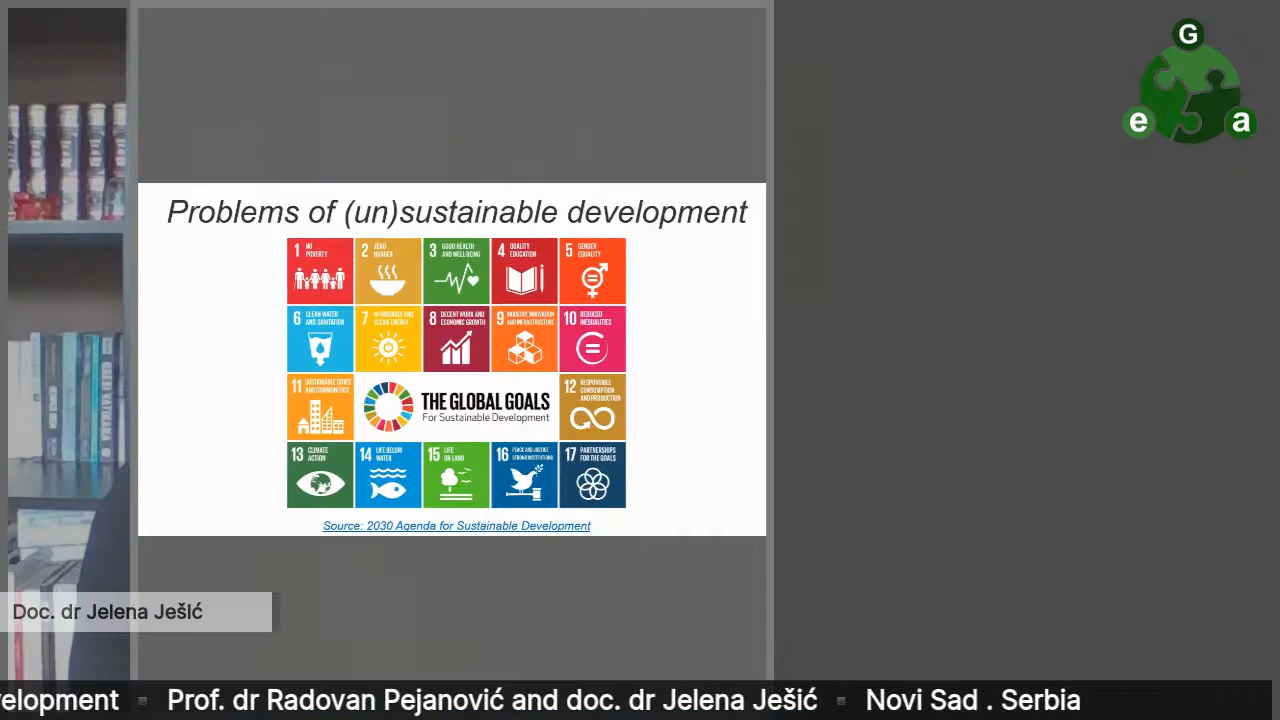 G
e
a
Problems of (un)sustainable development
1 NO
POVERTY
2 ZERO
HUNGER
3 GOOD HEALTH
AND WELL-BEING
4 QUALITY
EDUCATION
5 GENDER
EQUALITY
6 CLEAN WATER
AND SANITATION
7 AFFORDABLE AND
CLEAN ENERGY
8 DECENT WORK AND
ECONOMIC GROWTH
9 INDUSTRY, INNOVATION
AND INFRASTRUCTURE
10 REDUCED
INEQUALITIES
11 SUSTAINABLE CITIES
AND COMMUNITIES
THE GLOBAL GOALS
For Sustainable Development
12 RESPONSIBLE
CONSUMPTION
AND PRODUCTION
13 CLIMATE
ACTION
14 LIFE BELOW
WATER
15 LIFE
ON LAND
16 PEACE AND JUSTICE
STRONG INSTITUTIONS
17 PARTNERSHIPS
FOR THE GOALS
Source: 2030 Agenda for Sustainable Development
Doc. dr Jelena Ješić
velopment Prof. dr Radovan Pejanović and doc. dr Jelena Ješić Novi Sad . Serbia